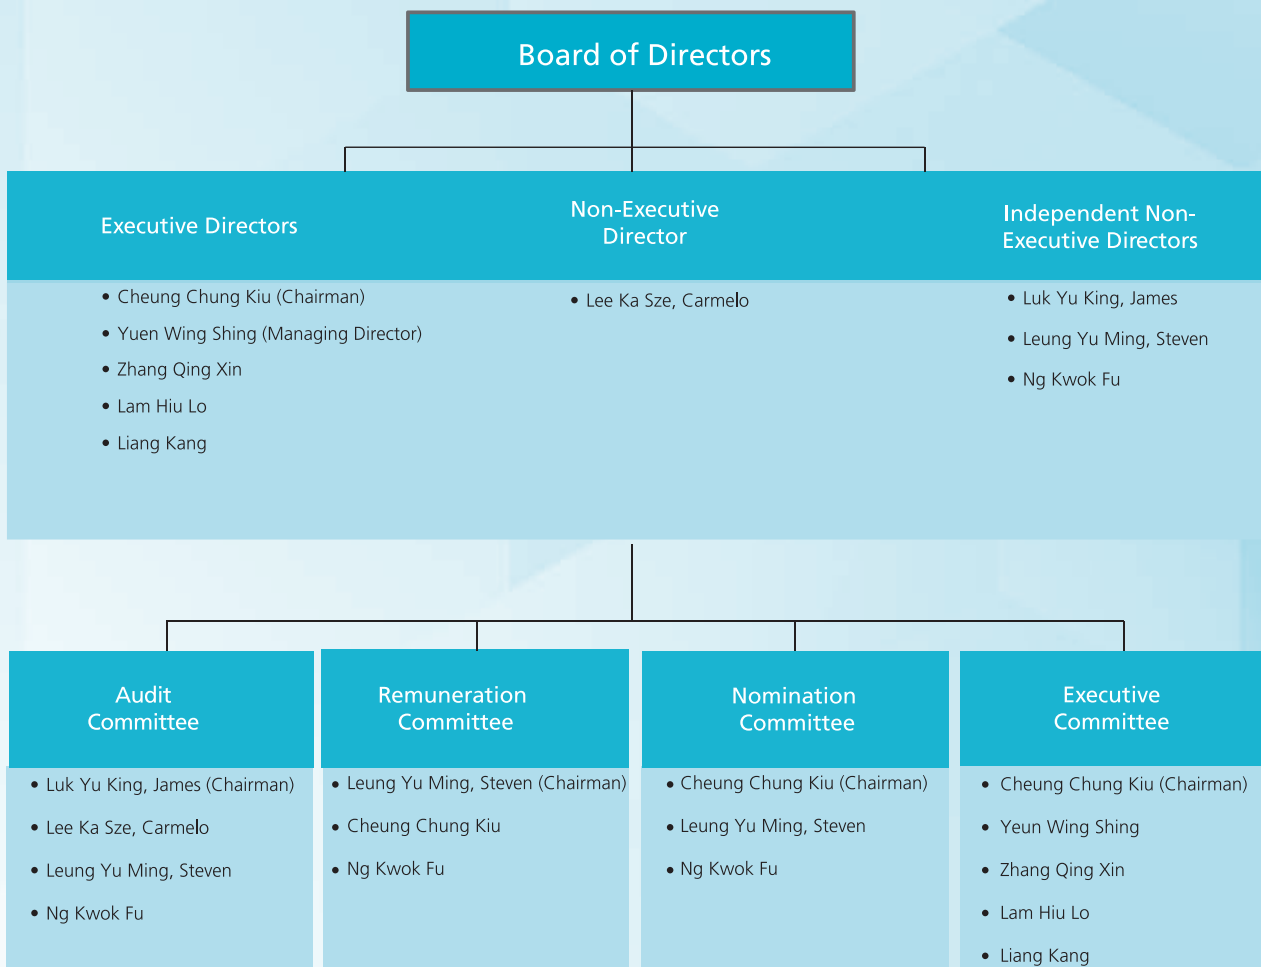 Board of Directors
Executive Directors
Non-Executive
Director
Independent Non-
Executive Directors
• Cheung Chung Kiu (Chairman)
• Yuen Wing Shing (Managing Director)
• Zhang Qing Xin
• Lam Hiu Lo
• Liang Kang
• Lee Ka Sze, Carmelo
• Luk Yu King, James
• Leung Yu Ming, Steven
• Ng Kwok Fu
Audit
Committee
• Luk Yu King, James (Chairman)
• Lee Ka Sze, Carmelo
• Leung Yu Ming, Steven
• Ng Kwok Fu
Remuneration
Committee
• Leung Yu Ming, Steven (Chairman)
• Cheung Chung Kiu
• Ng Kwok Fu
Nomination
Committee
• Cheung Chung Kiu (Chairman)
• Leung Yu Ming, Steven
• Ng Kwok Fu
Executive
Committee
• Cheung Chung Kiu (Chairman)
• Yeun Wing Shing
• Zhang Qing Xin
• Lam Hiu Lo
• Liang Kang